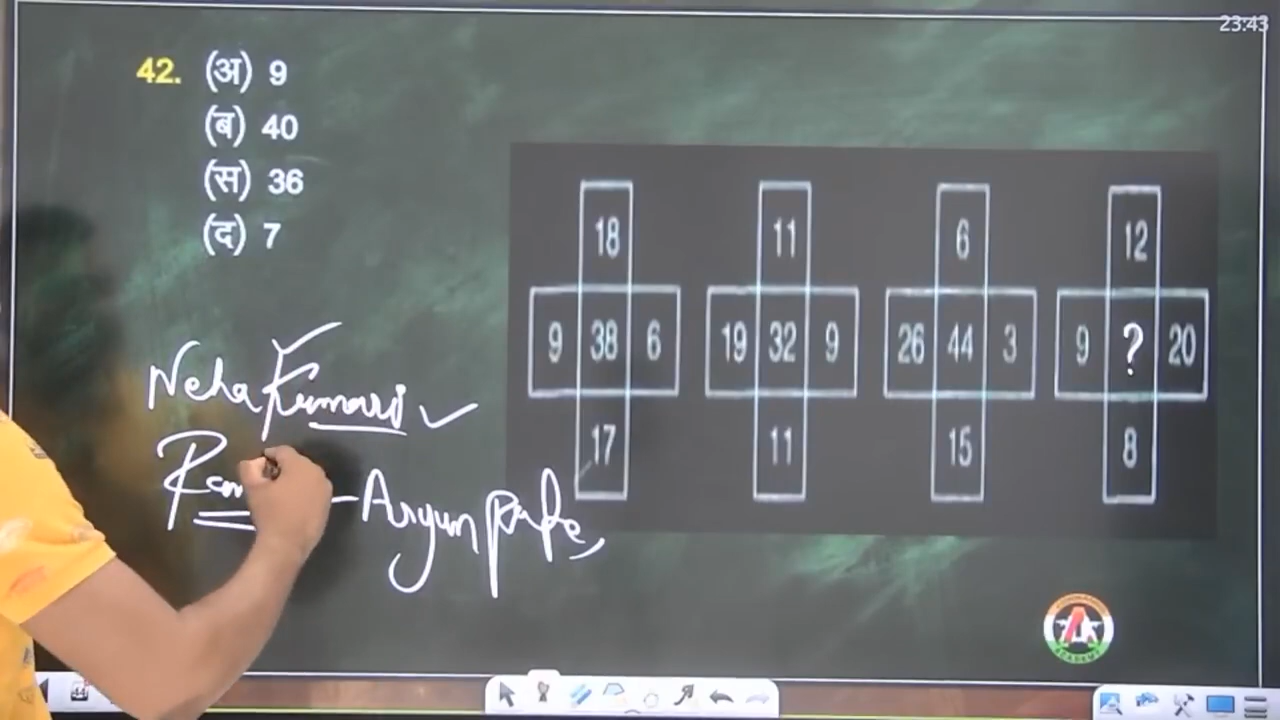 23:43
42. (अ) 9
(ब) 40
(स) 36
(द) 7
18 11 6 12
9 38 6 19 32 9 26 44 3 9 ? 20
17 11 15 8
Neha Kumari ✓
ACADEMY